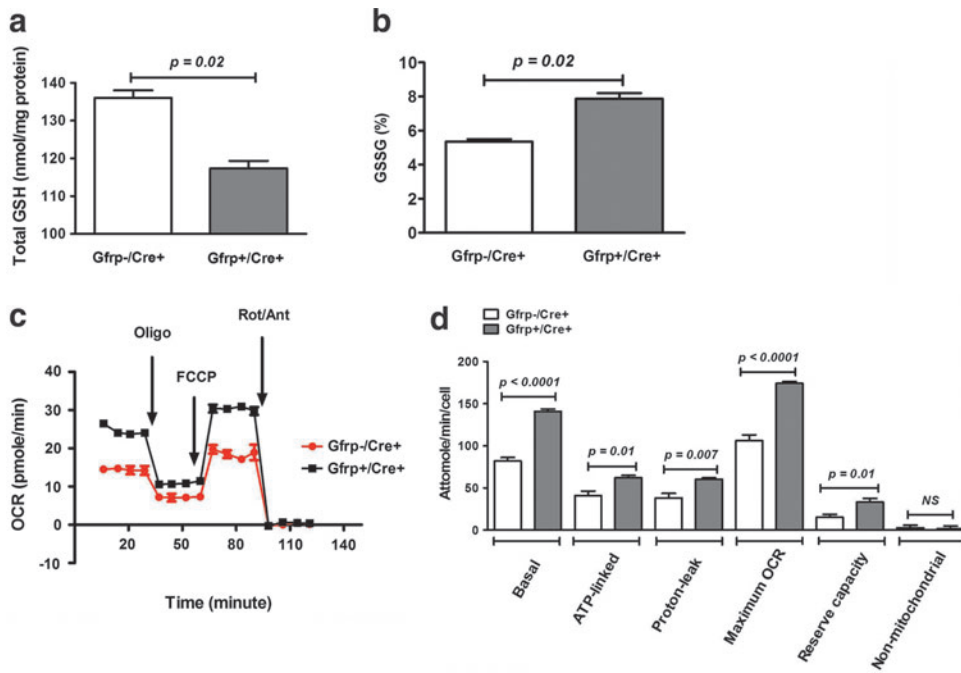 a
p = 0.02
Total GSH (nmol/mg protein)
140
130
120
110
100
Gfrp-/Cre+ Gfrp+/Cre+
b
p = 0.02
GSSG (%)
10
8
6
4
2
0
Gfrp-/Cre+ Gfrp+/Cre+
c
Oligo
FCCP
Rot/Ant
OCR (pmole/min)
40
30
20
10
0
-10
20 60 80 106 140
Time (minute)
Gfrp-/Cre+
Gfrp+/Cre+
d
Gfrp-/Cre+
Gfrp+/Cre+
Attomole/min/cell
200
150
100
50
0
p < 0.0001
p = 0.01
p = 0.007
p < 0.0001
p = 0.01
NS
Basal
ATP-linked
Proton-leak
Maximum OCR
Reserve capacity
Non-mitochondrial